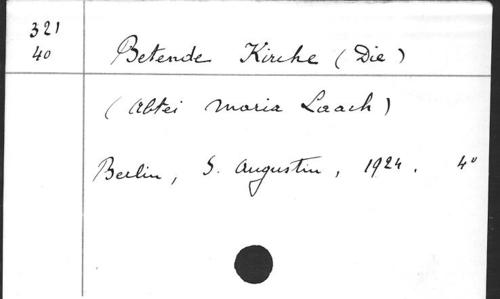 321
40
Betende Kirche (Die)
(Abtei Maria Laach)
Berlin, S. Augustin, 1924. 4°